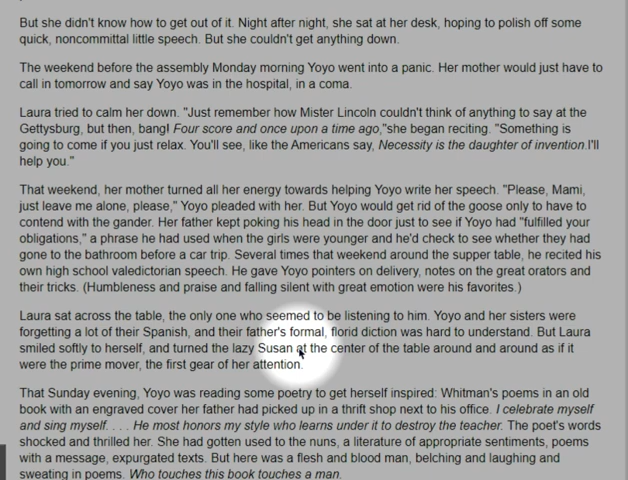 But she didn't know how to get out of it. Night after night, she sat at her desk, hoping to polish off some
quick, noncommittal little speech. But she couldn't get anything down.
The weekend before the assembly Monday morning Yoyo went into a panic. Her mother would just have to
call in tomorrow and say Yoyo was in the hospital, in a coma.
Laura tried to calm her down. "Just remember how Mister Lincoln couldn't think of anything to say at the
Gettysburg, but then, bang! Four score and once upon a time ago,"she began reciting. "Something is
going to come if you just relax. You'll see, like the Americans say, Necessity is the daughter of invention.I'll
help you."
That weekend, her mother turned all her energy towards helping Yoyo write her speech. "Please, Mami,
just leave me alone, please," Yoyo pleaded with her. But Yoyo would get rid of the goose only to have to
contend with the gander. Her father kept poking his head in the door just to see if Yoyo had "fulfilled your
obligations," a phrase he had used when the girls were younger and he'd check to see whether they had
gone to the bathroom before a car trip. Several times that weekend around the supper table, he recited his
own high school valedictorian speech. He gave Yoyo pointers on delivery, notes on the great orators and
their tricks. (Humbleness and praise and falling silent with great emotion were his favorites.)
Laura sat across the table, the only one who seemed to be listening to him. Yoyo and her sisters were
forgetting a lot of their Spanish, and their father's formal, florid diction was hard to understand. But Laura
smiled softly to herself, and turned the lazy Susan at the center of the table around and around as if it
were the prime mover, the first gear of her attention.
That Sunday evening, Yoyo was reading some poetry to get herself inspired: Whitman's poems in an old
book with an engraved cover her father had picked up in a thrift shop next to his office. I celebrate myself
and sing myself. . . . He most honors my style who learns under it to destroy the teacher. The poet's words
shocked and thrilled her. She had gotten used to the nuns, a literature of appropriate sentiments, poems
with a message, expurgated texts. But here was a flesh and blood man, belching and laughing and
sweating in poems. Who touches this book touches a man.